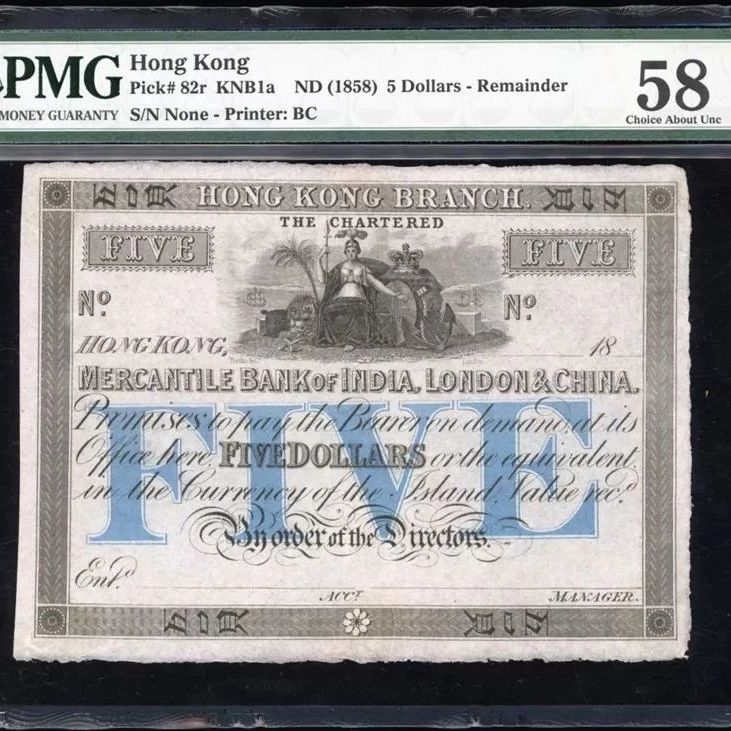 PMG
MONEY GUARANTY
Hong Kong
Pick# 82r KNB1a ND (1858) 5 Dollars - Remainder
S/N None - Printer: BC
58
Choice About Unc
HONG KONG BRANCH.
THE CHARTERED
FIVE FIVE
Nº Nº
HONG KONG, 18
MERCANTILE BANK OF INDIA, LONDON & CHINA.
FIVE
Promises to pay the Bearer on demand, at its
Office here, FIVE DOLLARS or the equivalent
in the Currency of the Island, Value recd.
By order of the Directors.
Entd.
ACCT. MANAGER.